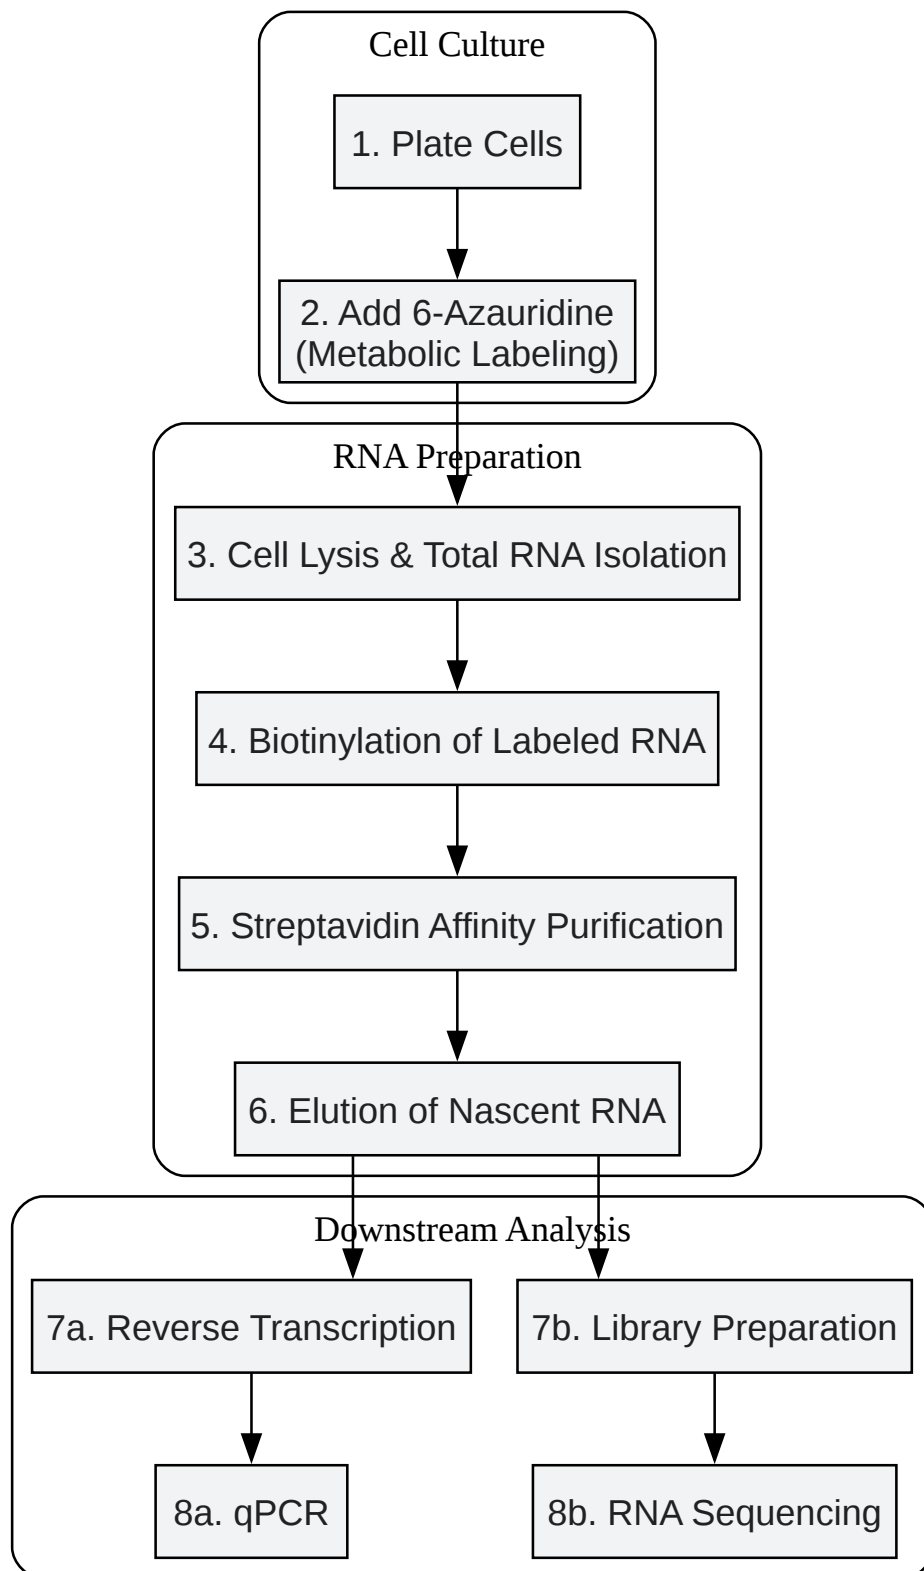 Cell Culture
1. Plate Cells
2. Add 6-Azauridine
(Metabolic Labeling)
RNA Preparation
3. Cell Lysis & Total RNA Isolation
4. Biotinylation of Labeled RNA
5. Streptavidin Affinity Purification
6. Elution of Nascent RNA
Downstream Analysis
7a. Reverse Transcription
7b. Library Preparation
8a. qPCR
8b. RNA Sequencing